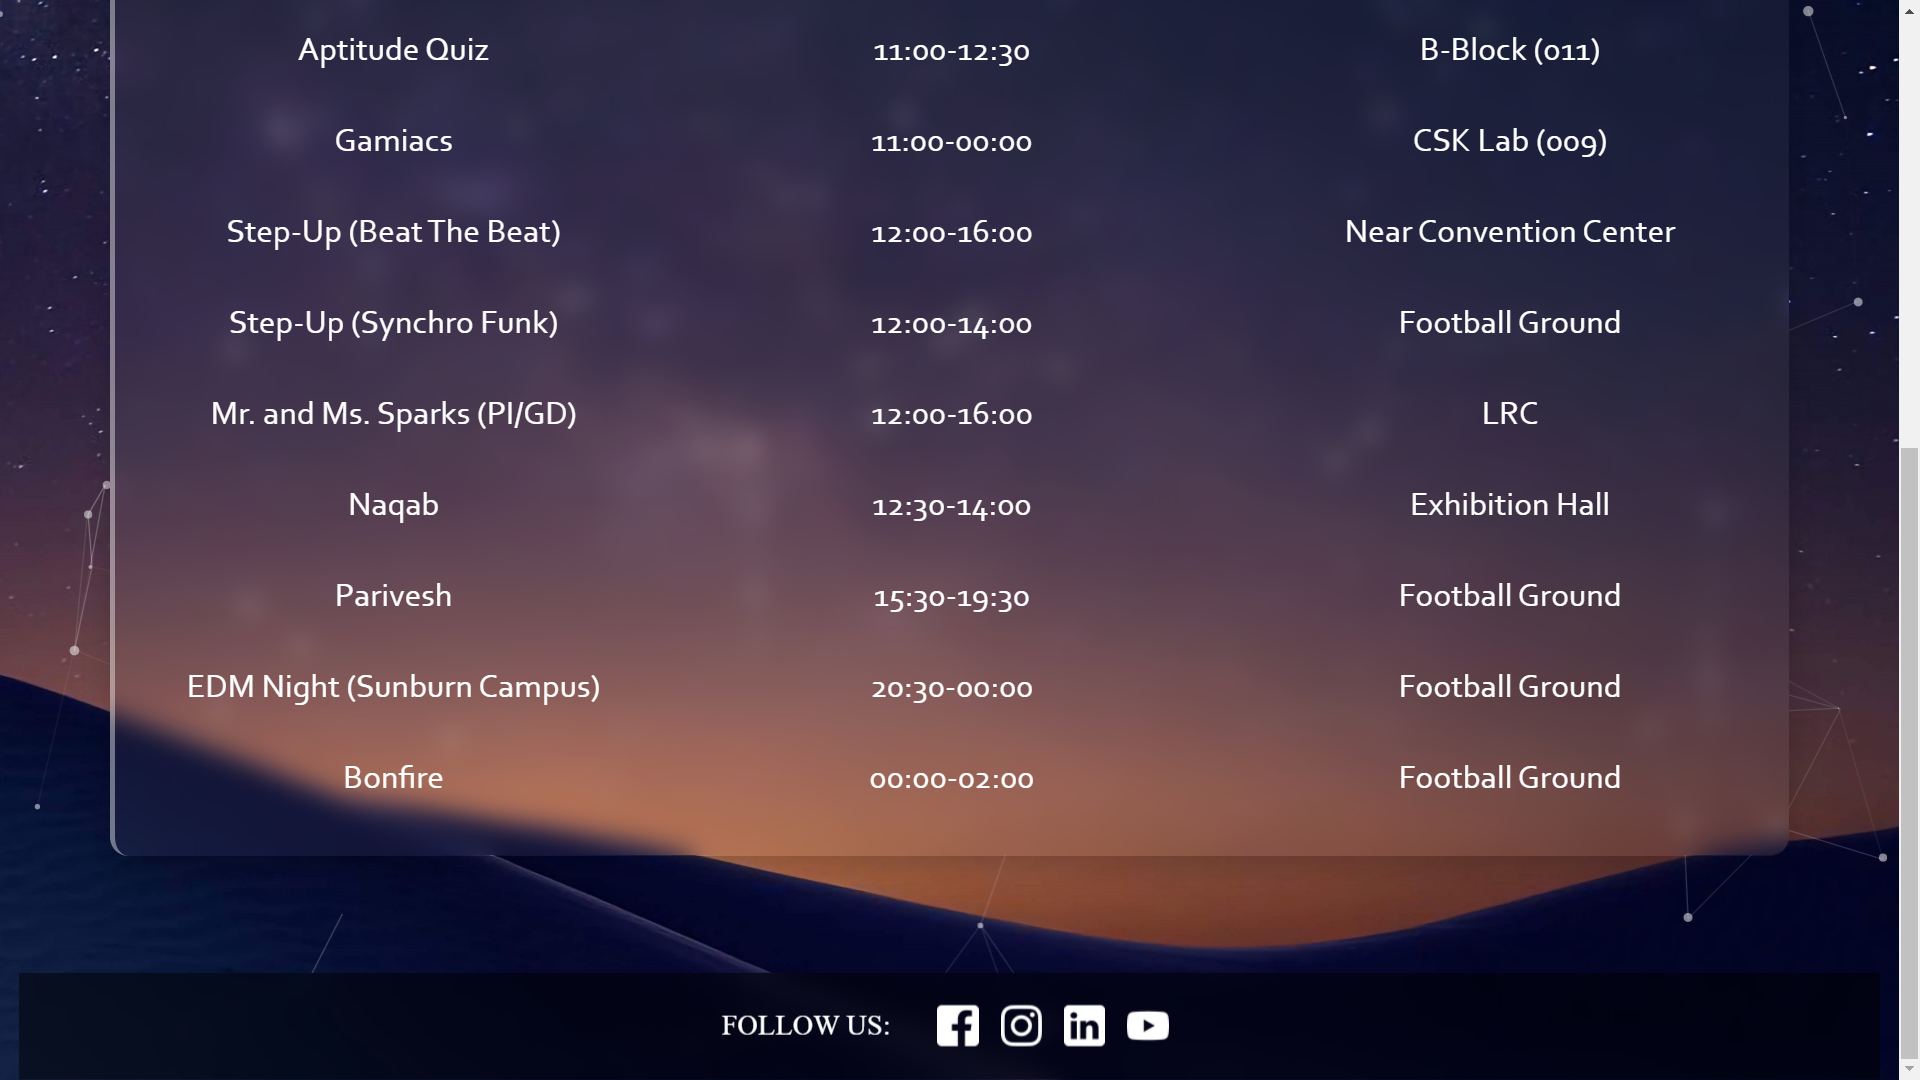 Aptitude Quiz 11:00-12:30 B-Block (011)
Gamiacs 11:00-00:00 CSK Lab (009)
Step-Up (Beat The Beat) 12:00-16:00 Near Convention Center
Step-Up (Synchro Funk) 12:00-14:00 Football Ground
Mr. and Ms. Sparks (PI/GD) 12:00-16:00 LRC
Naqab 12:30-14:00 Exhibition Hall
Parivesh 15:30-19:30 Football Ground
EDM Night (Sunburn Campus) 20:30-00:00 Football Ground
Bonfire 00:00-02:00 Football Ground
FOLLOW US: